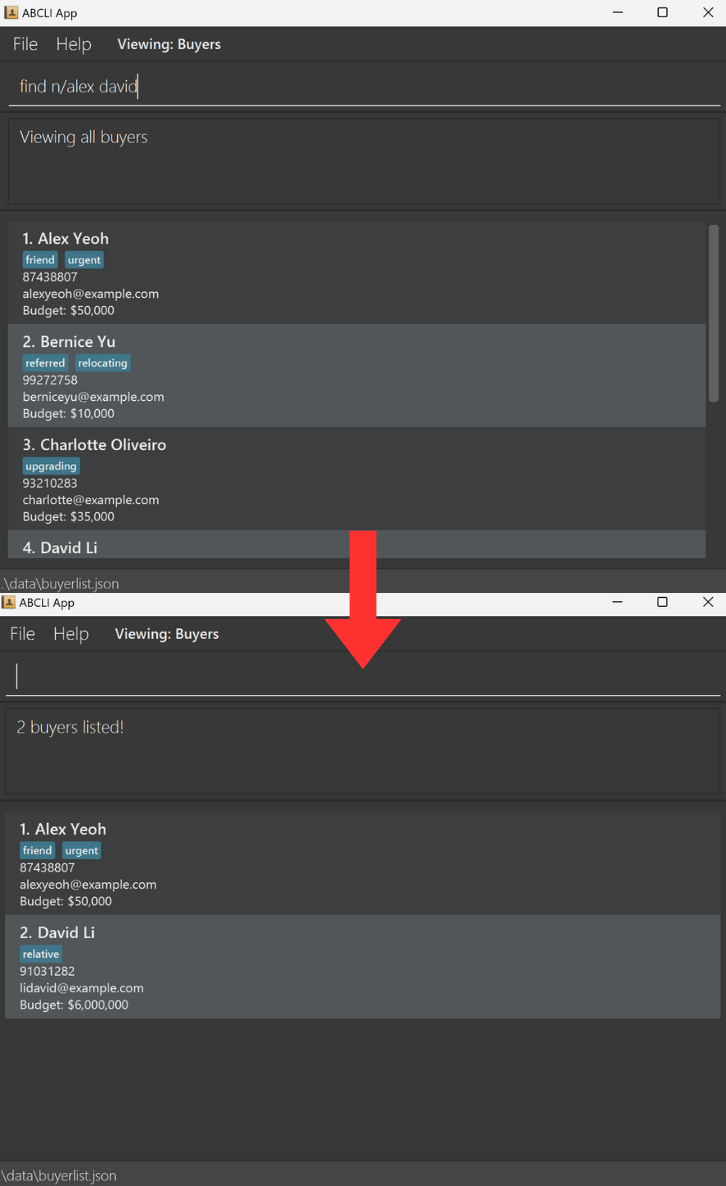 ABCLI App
File Help Viewing: Buyers
find n/alex david
Viewing all buyers
1. Alex Yeoh
friend urgent
87438807
alexyeoh@example.com
Budget: $50,000
2. Bernice Yu
referred relocating
99272758
berniceyu@example.com
Budget: $10,000
3. Charlotte Oliveiro
upgrading
93210283
charlotte@example.com
Budget: $35,000
4. David Li
.\data\buyerlist.json
ABCLI App
File Help Viewing: Buyers
2 buyers listed!
1. Alex Yeoh
friend urgent
87438807
alexyeoh@example.com
Budget: $50,000
2. David Li
relative
91031282
lidavid@example.com
Budget: $6,000,000
\data\buyerlist.json